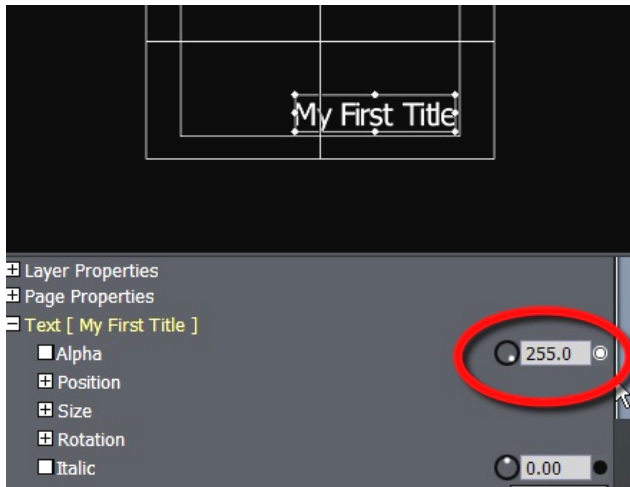 My First Title
Layer Properties
Page Properties
Text [ My First Title ]
Alpha 255.0
Position
Size
Rotation
Italic 0.00